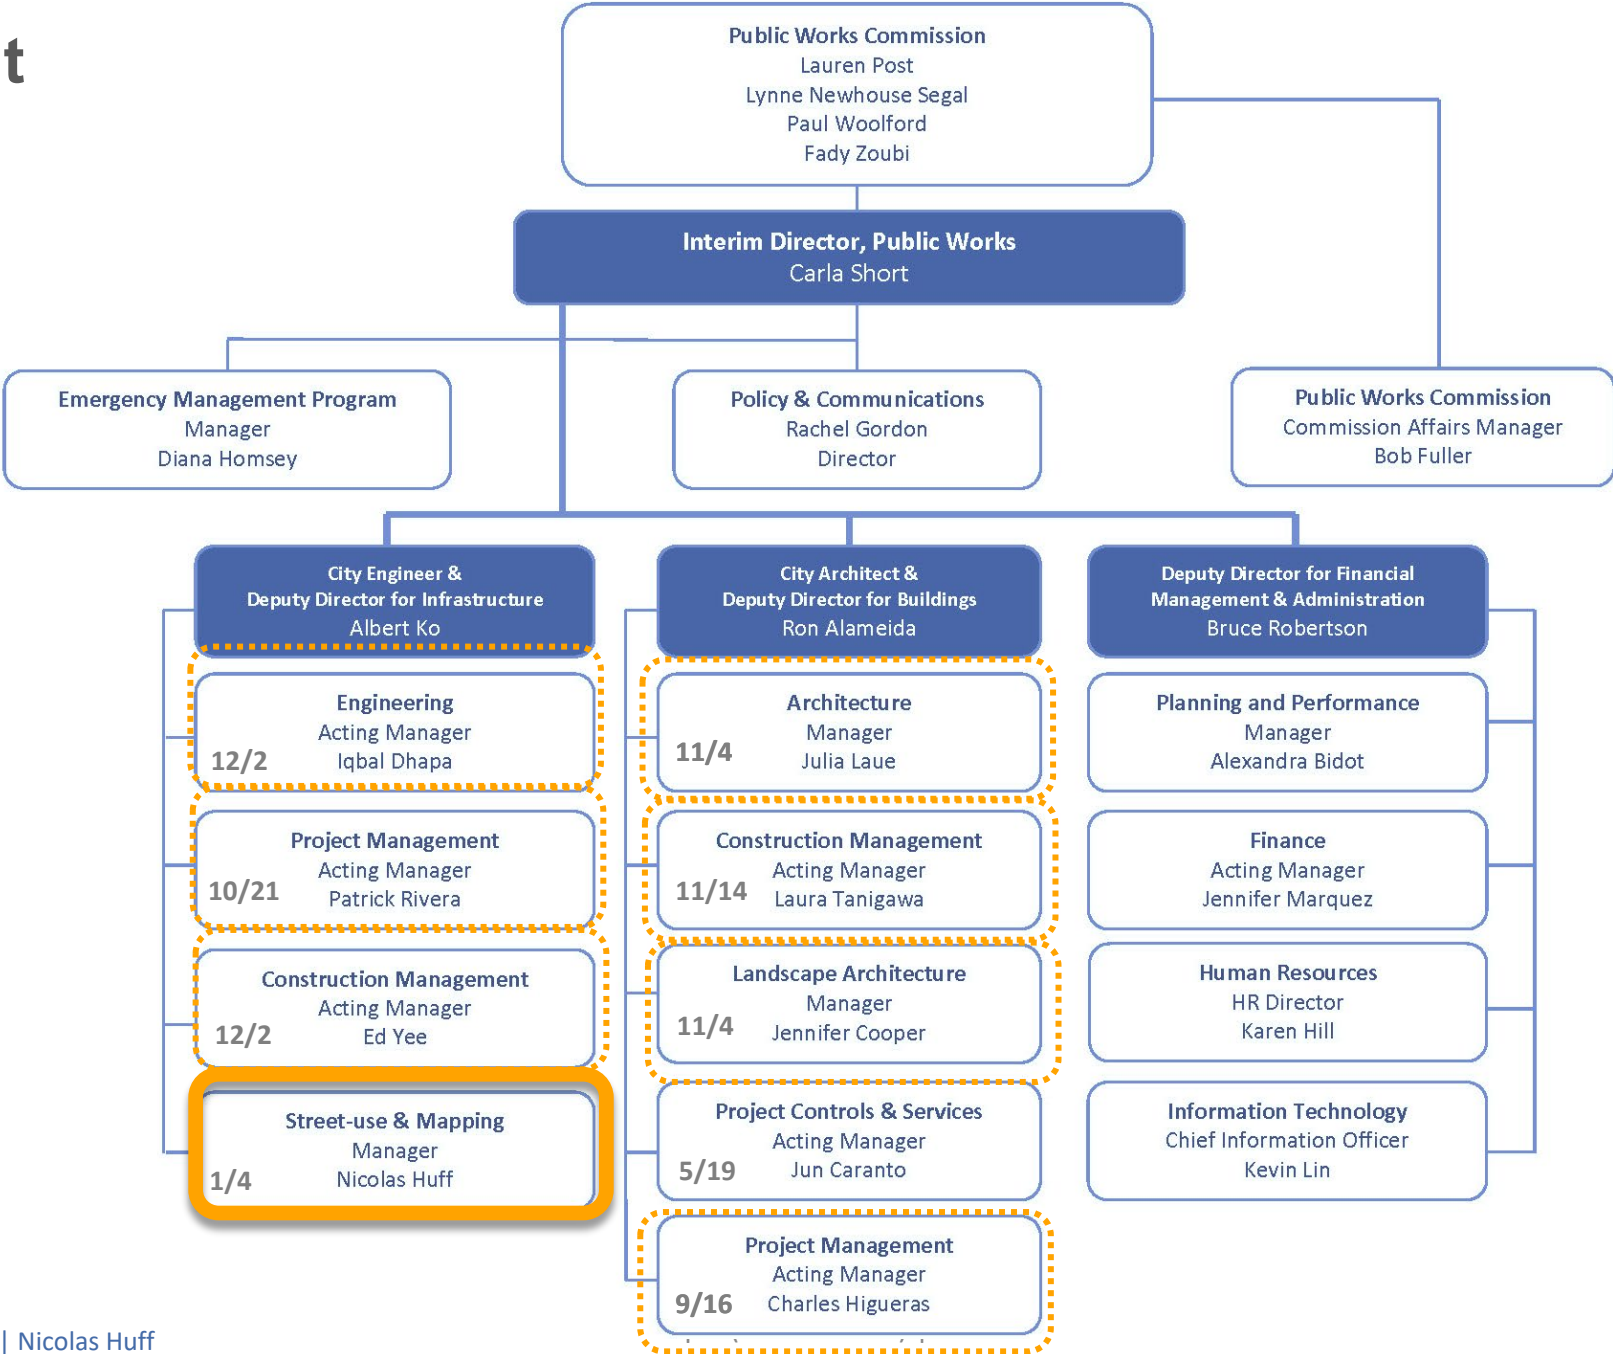 t
Public Works Commission
Lauren Post
Lynne Newhouse Segal
Paul Woolford
Fady Zoubi
Interim Director, Public Works
Carla Short
Emergency Management Program
Manager
Diana Homsey
Policy & Communications
Rachel Gordon
Director
Public Works Commission
Commission Affairs Manager
Bob Fuller
City Engineer &
Deputy Director for Infrastructure
Albert Ko
Engineering
Acting Manager
Iqbal Dhapa
12/2
Project Management
Acting Manager
Patrick Rivera
10/21
Construction Management
Acting Manager
Ed Yee
12/2
Street-use & Mapping
Manager
Nicolas Huff
1/4
City Architect &
Deputy Director for Buildings
Ron Alameida
Architecture
Manager
Julia Laue
11/4
Construction Management
Acting Manager
Laura Tanigawa
11/14
Landscape Architecture
Manager
Jennifer Cooper
11/4
Project Controls & Services
Acting Manager
Jun Caranto
5/19
Project Management
Acting Manager
Charles Higueras
9/16
Deputy Director for Financial
Management & Administration
Bruce Robertson
Planning and Performance
Manager
Alexandra Bidot
Finance
Acting Manager
Jennifer Marquez
Human Resources
HR Director
Karen Hill
Information Technology
Chief Information Officer
Kevin Lin
| Nicolas Huff